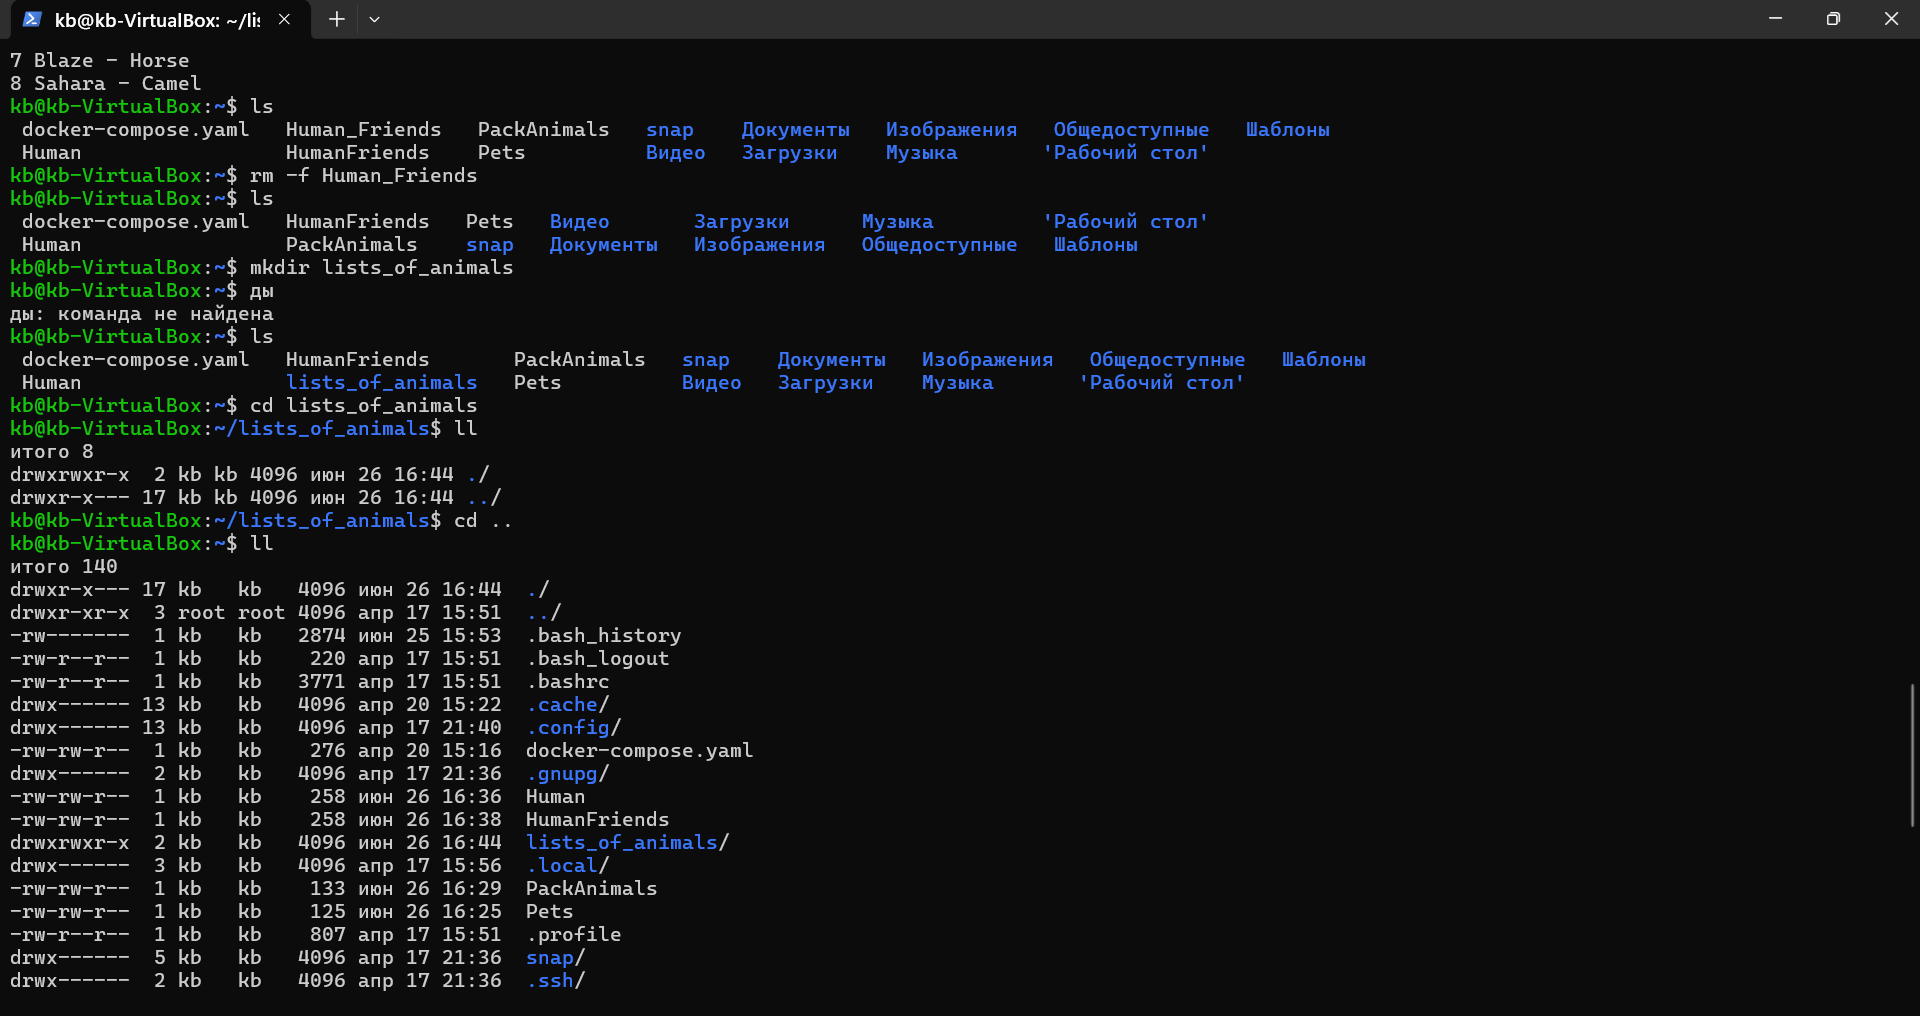 kb@kb-VirtualBox: ~/lis
7 Blaze - Horse
8 Sahara - Camel
kb@kb-VirtualBox:~$ ls
 docker-compose.yaml   Human_Friends   PackAnimals   snap    Документы   Изображения   Общедоступные   Шаблоны
 Human                 HumanFriends    Pets          Видео   Загрузки    Музыка       'Рабочий стол'
kb@kb-VirtualBox:~$ rm -f Human_Friends
kb@kb-VirtualBox:~$ ls
 docker-compose.yaml   HumanFriends   Pets   Видео       Загрузки      Музыка         'Рабочий стол'
 Human                 PackAnimals    snap   Документы   Изображения   Общедоступные   Шаблоны
kb@kb-VirtualBox:~$ mkdir lists_of_animals
kb@kb-VirtualBox:~$ ды
ды: команда не найдена
kb@kb-VirtualBox:~$ ls
 docker-compose.yaml   HumanFriends       PackAnimals   snap    Документы   Изображения   Общедоступные   Шаблоны
 Human                 lists_of_animals   Pets          Видео   Загрузки    Музыка       'Рабочий стол'
kb@kb-VirtualBox:~$ cd lists_of_animals
kb@kb-VirtualBox:~/lists_of_animals$ ll
итого 8
drwxrwxr-x  2 kb kb 4096 июн 26 16:44 ./
drwxr-x--- 17 kb kb 4096 июн 26 16:44 ../
kb@kb-VirtualBox:~/lists_of_animals$ cd ..
kb@kb-VirtualBox:~$ ll
итого 140
drwxr-x--- 17 kb   kb   4096 июн 26 16:44  ./
drwxr-xr-x  3 root root 4096 апр 17 15:51  ../
-rw-------  1 kb   kb   2874 июн 25 15:53  .bash_history
-rw-r--r--  1 kb   kb    220 апр 17 15:51  .bash_logout
-rw-r--r--  1 kb   kb   3771 апр 17 15:51  .bashrc
drwx------ 13 kb   kb   4096 апр 20 15:22  .cache/
drwx------ 13 kb   kb   4096 апр 17 21:40  .config/
-rw-rw-r--  1 kb   kb    276 апр 20 15:16  docker-compose.yaml
drwx------  2 kb   kb   4096 апр 17 21:36  .gnupg/
-rw-rw-r--  1 kb   kb    258 июн 26 16:36  Human
-rw-rw-r--  1 kb   kb    258 июн 26 16:38  HumanFriends
drwxrwxr-x  2 kb   kb   4096 июн 26 16:44  lists_of_animals/
drwx------  3 kb   kb   4096 апр 17 15:56  .local/
-rw-rw-r--  1 kb   kb    133 июн 26 16:29  PackAnimals
-rw-rw-r--  1 kb   kb    125 июн 26 16:25  Pets
-rw-r--r--  1 kb   kb    807 апр 17 15:51  .profile
drwx------  5 kb   kb   4096 апр 17 21:36  snap/
drwx------  2 kb   kb   4096 апр 17 21:36  .ssh/